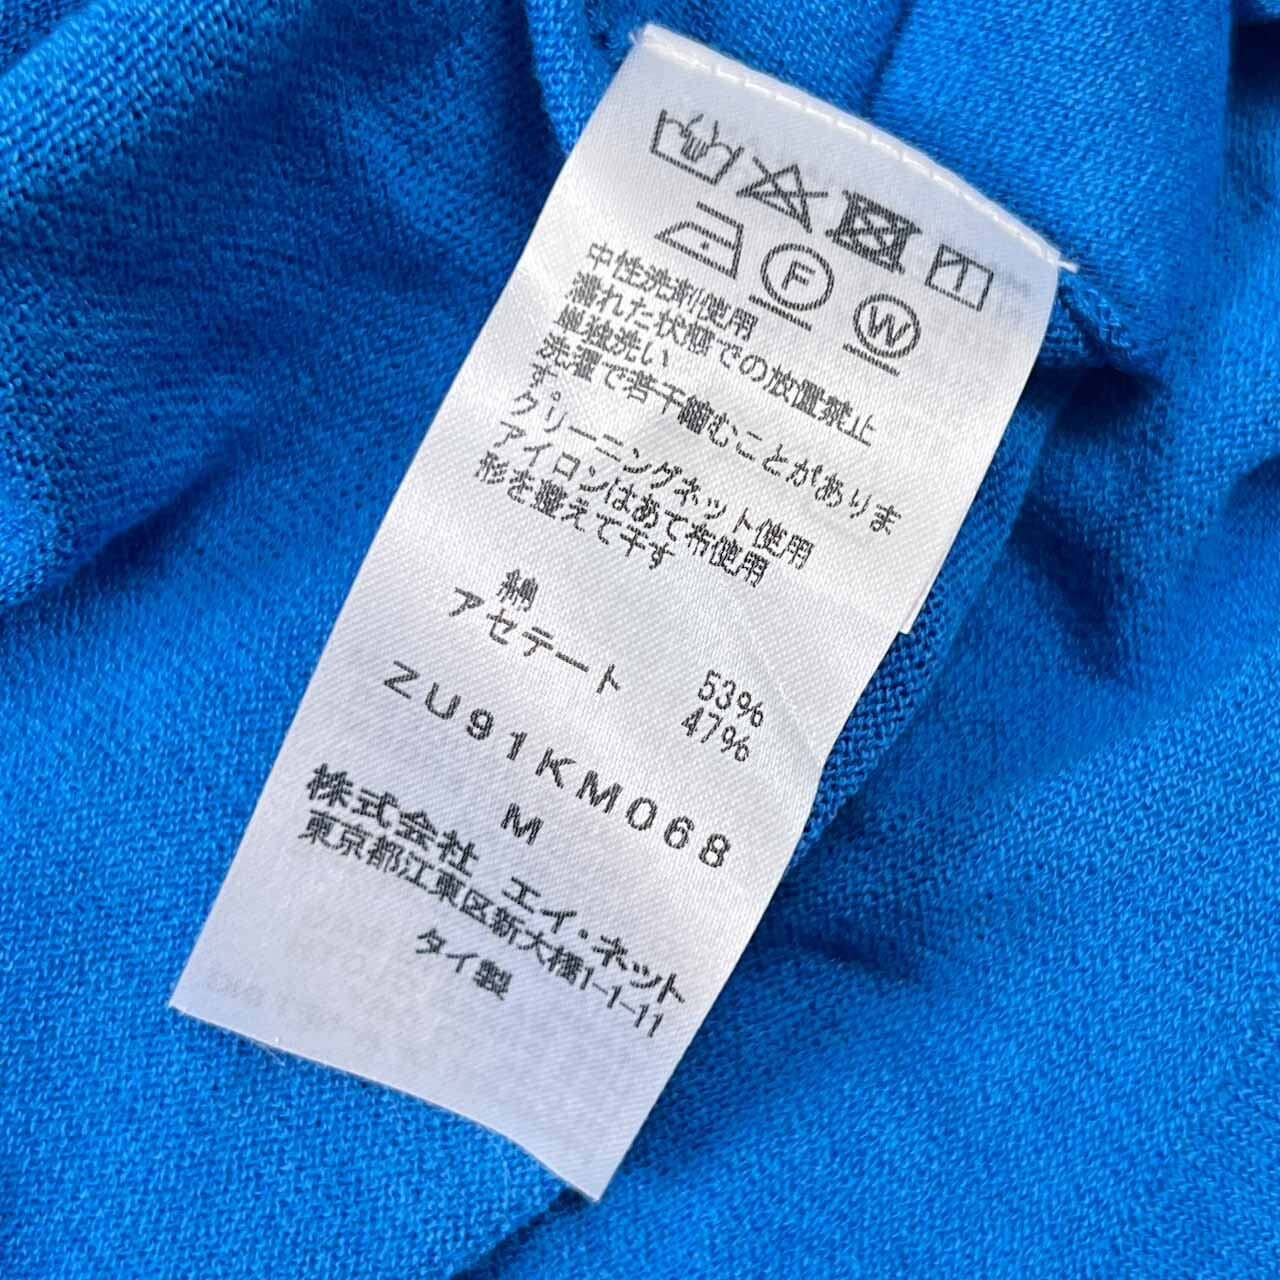 F
W
中性洗剤使用
濡れた状態での放置禁止
単独洗い
洗濯で若干縮むことがありま
す。
クリーニングネット使用
アイロンはあて布使用
形を整えて干す
綿 53%
アセテート 47%
ZU91KM068
M
株式会社 エイ・ネット
東京都江東区新大橋1-1-11
タイ製